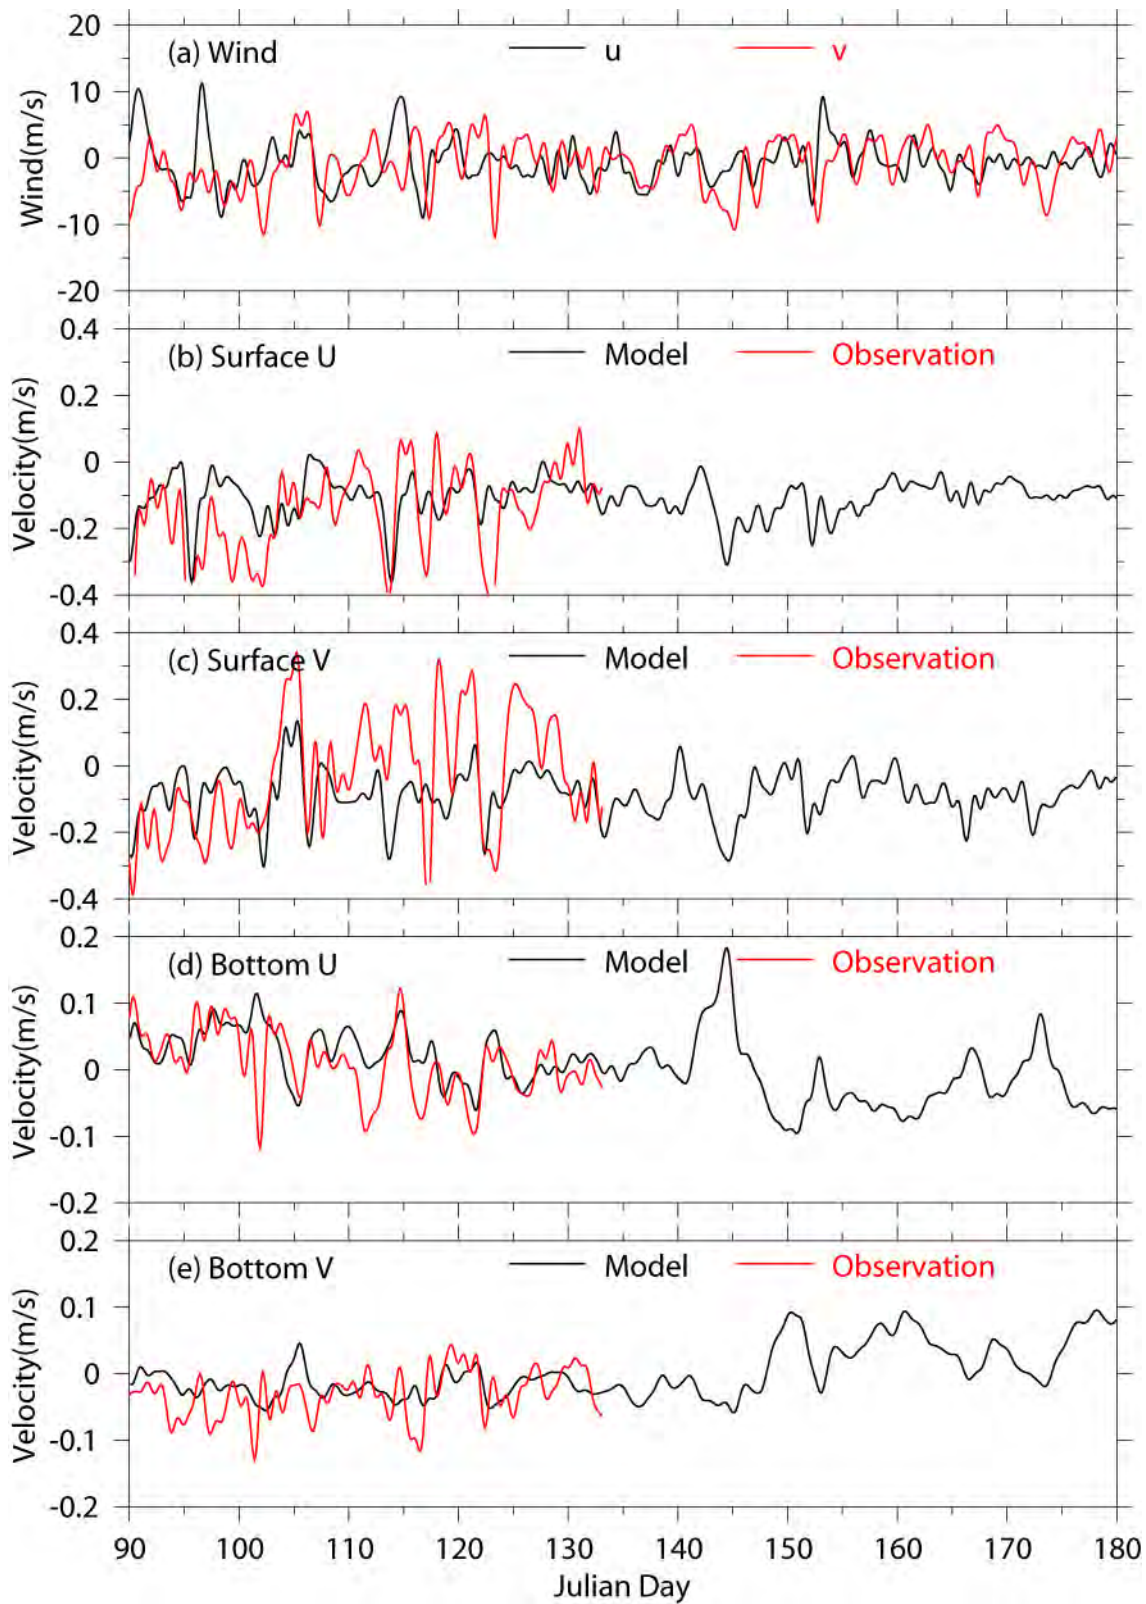 (a) Wind u v
20
10
0
-10
-20
Wind(m/s)
(b) Surface U Model Observation
0.4
0.2
0
-0.2
-0.4
Velocity(m/s)
(c) Surface V Model Observation
0.4
0.2
0
-0.2
-0.4
Velocity(m/s)
(d) Bottom U Model Observation
0.2
0.1
0
-0.1
-0.2
Velocity(m/s)
(e) Bottom V Model Observation
0.2
0.1
0
-0.1
-0.2
Velocity(m/s)
90 100 110 120 130 140 150 160 170 180
Julian Day